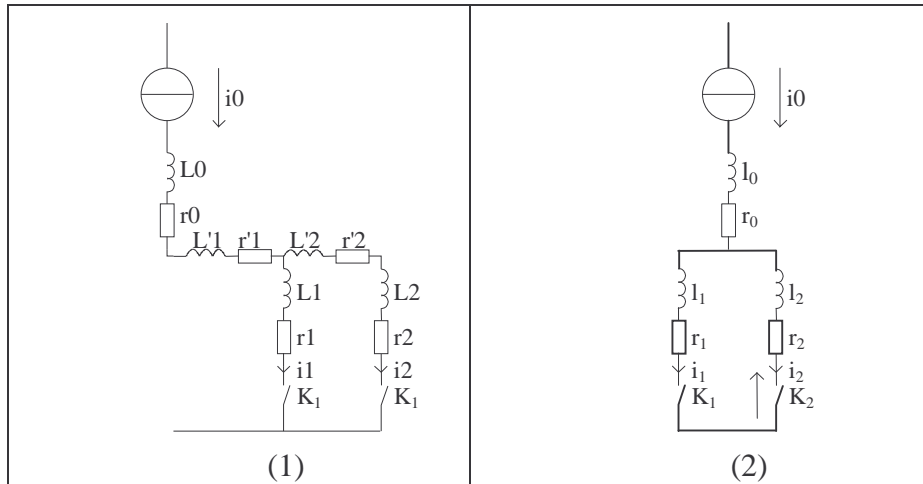 i0
L0
r0
L'1 r'1 L'2 r'2
L1 L2
r1 r2
i1 i2
K₁ K₁
(1)
i0
l₀
r₀
l₁ l₂
r₁ r₂
i₁ i₂
K₁ K₂
(2)